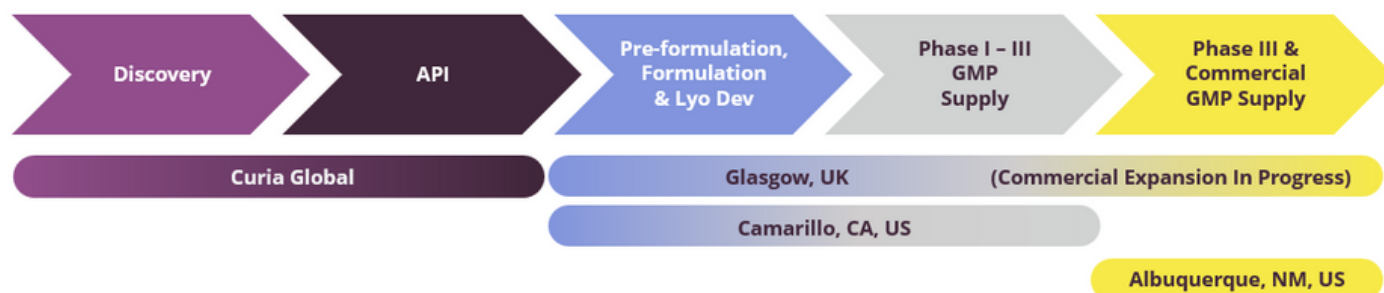 Discovery
API
Pre-formulation,
Formulation
& Lyo Dev
Phase I – III
GMP
Supply
Phase III &
Commercial
GMP Supply
Curia Global
Glasgow, UK
(Commercial Expansion In Progress)
Camarillo, CA, US
Albuquerque, NM, US